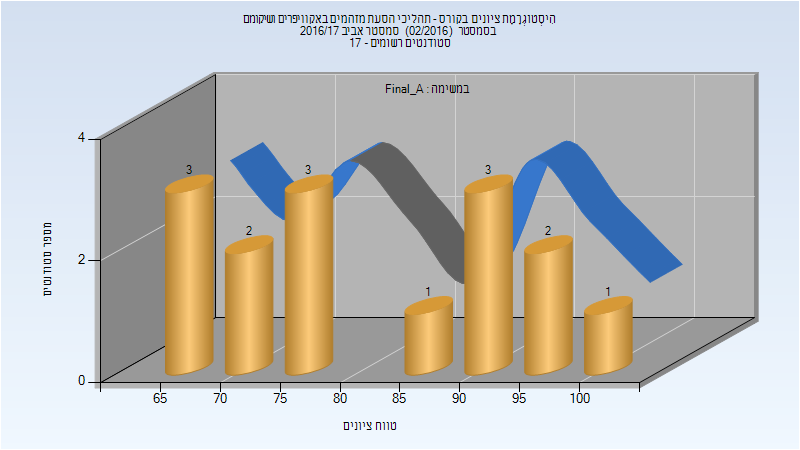 היסטוגרמת ציונים בקורס - תהליכי הסעת מזהמים באקוויפרים ושיקומם
בסמסטר (02/2016) סמסטר אביב 2016/17
סטודנטים רשומים - 17
במשימה : Final_A
מספר סטודנטים
4
2
0
3
2
3
1
3
2
1
65 70 75 80 85 90 95 100
טווח ציונים